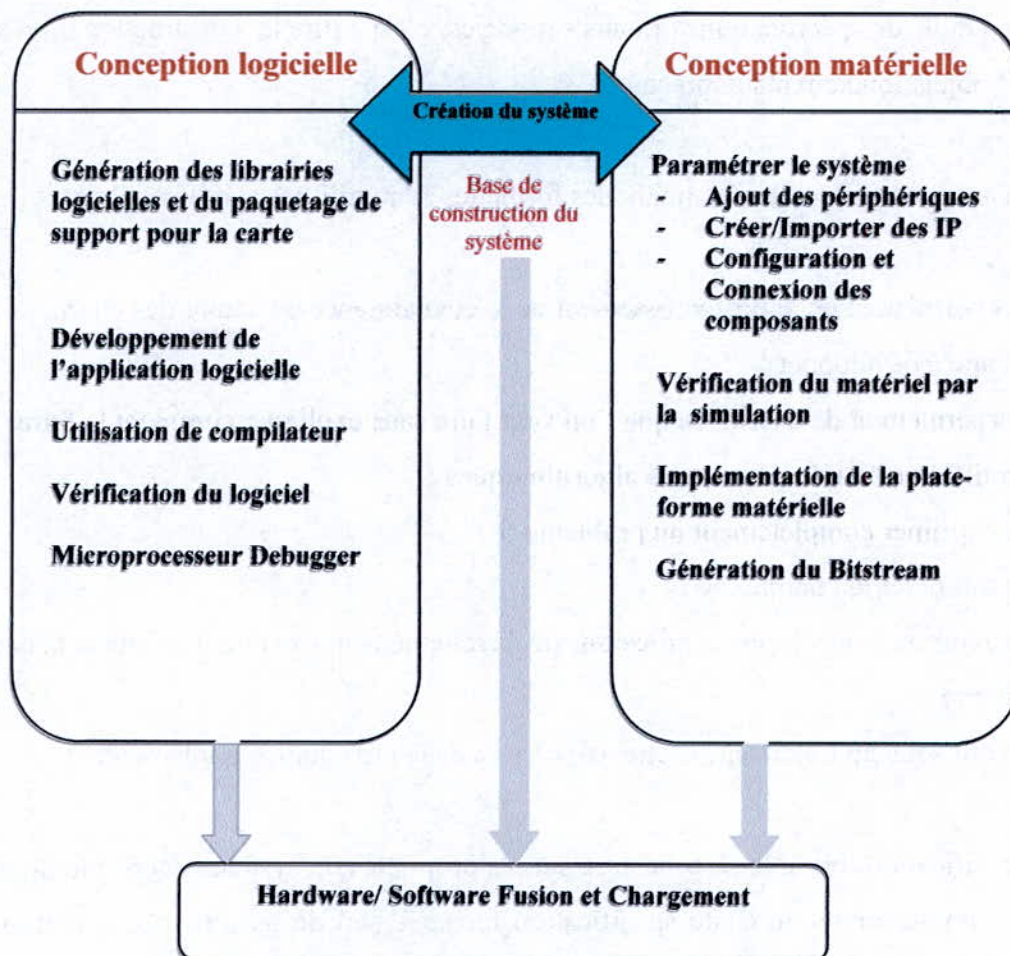 Conception logicielle
Génération des librairies
logicielles et du paquetage de
support pour la carte
Développement de
l'application logicielle
Utilisation de compilateur
Vérification du logiciel
Microprocesseur Debugger
Création du système
Base de
construction du
système
Conception matérielle
Paramétrer le système
- Ajout des périphériques
- Créer/Importer des IP
- Configuration et
Connexion des
composants
Vérification du matériel par
la simulation
Implémentation de la plate-
forme matérielle
Génération du Bitstream
Hardware/ Software Fusion et Chargement